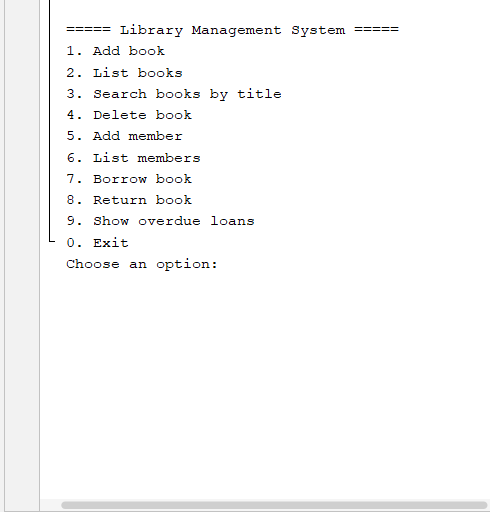 ===== Library Management System =====
1. Add book
2. List books
3. Search books by title
4. Delete book
5. Add member
6. List members
7. Borrow book
8. Return book
9. Show overdue loans
0. Exit
Choose an option: